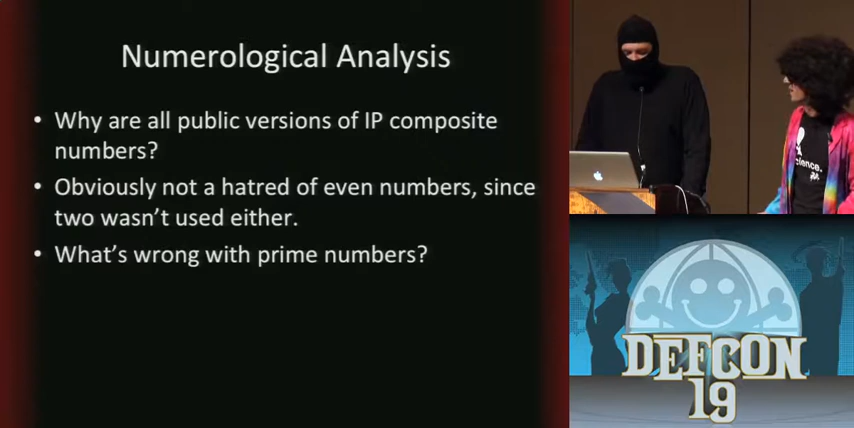 Numerological Analysis
• Why are all public versions of IP composite
numbers?
• Obviously not a hatred of even numbers, since
two wasn't used either.
• What's wrong with prime numbers?
science.
DEFCON
19